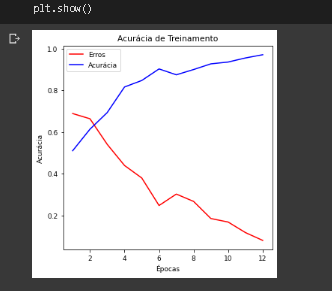 plt.show()
Acurácia de Treinamento
Erros
Acurácia
1.0
0.8
0.6
0.4
0.2
Acurácia
2
4
6
8
10
12
Épocas